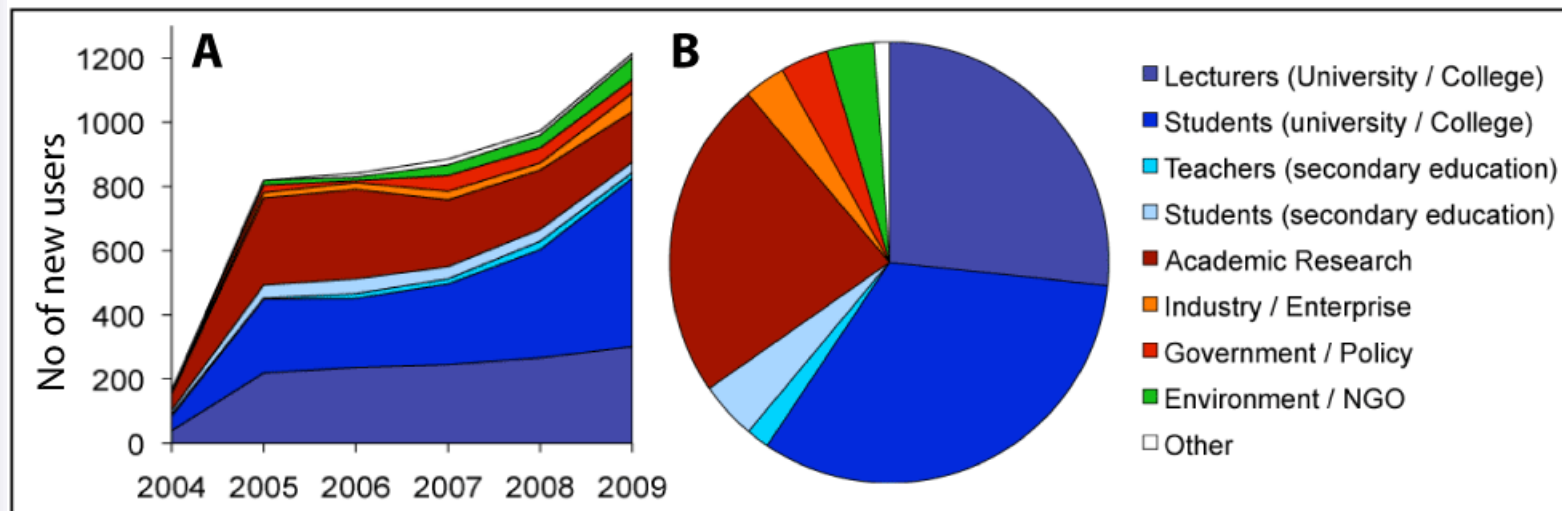 A
B
No of new users
1200
1000
800
600
400
200
0
2004 2005 2006 2007 2008 2009
Lecturers (University / College)
Students (university / College)
Teachers (secondary education)
Students (secondary education)
Academic Research
Industry / Enterprise
Government / Policy
Environment / NGO
Other